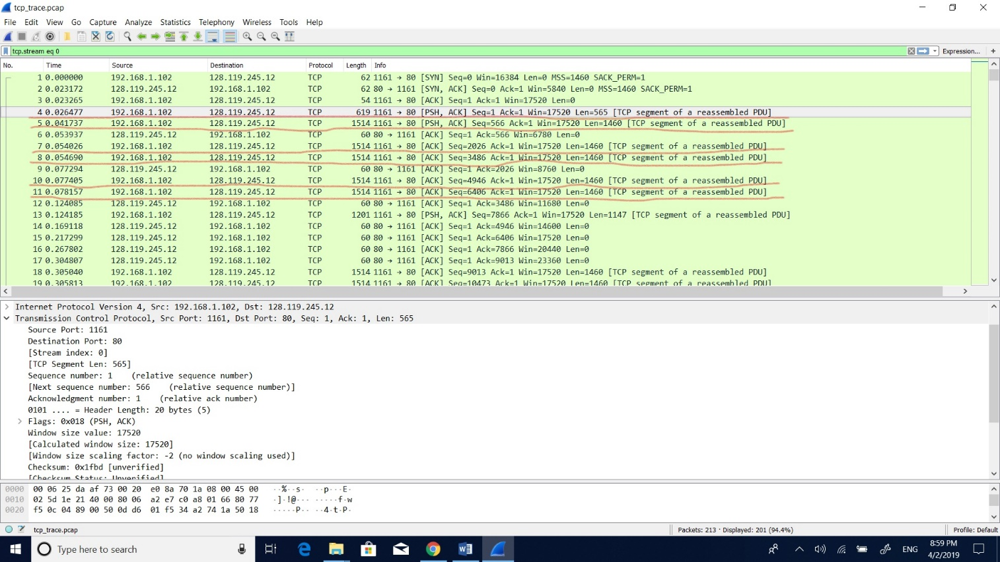 tcp_trace.pcap
File Edit View Go Capture Analyze Statistics Telephony Wireless Tools Help
tcp.stream eq 0 Expression... +
No. Time Source Destination Protocol Length Info
1 0.000000 192.168.1.102 128.119.245.12 TCP 62 1161 → 80 [SYN] Seq=0 Win=16384 Len=0 MSS=1460 SACK_PERM=1
2 0.023172 128.119.245.12 192.168.1.102 TCP 62 80 → 1161 [SYN, ACK] Seq=0 Ack=1 Win=5840 Len=0 MSS=1460 SACK_PERM=1
3 0.023265 192.168.1.102 128.119.245.12 TCP 54 1161 → 80 [ACK] Seq=1 Ack=1 Win=17520 Len=0
4 0.026477 192.168.1.102 128.119.245.12 TCP 619 1161 → 80 [PSH, ACK] Seq=1 Ack=1 Win=17520 Len=565 [TCP segment of a reassembled PDU]
5 0.041737 192.168.1.102 128.119.245.12 TCP 1514 1161 → 80 [PSH, ACK] Seq=566 Ack=1 Win=17520 Len=1460 [TCP segment of a reassembled PDU]
6 0.053937 128.119.245.12 192.168.1.102 TCP 60 80 → 1161 [ACK] Seq=1 Ack=566 Win=6780 Len=0
7 0.054026 192.168.1.102 128.119.245.12 TCP 1514 1161 → 80 [ACK] Seq=2026 Ack=1 Win=17520 Len=1460 [TCP segment of a reassembled PDU]
8 0.054690 192.168.1.102 128.119.245.12 TCP 1514 1161 → 80 [ACK] Seq=3486 Ack=1 Win=17520 Len=1460 [TCP segment of a reassembled PDU]
9 0.077294 128.119.245.12 192.168.1.102 TCP 60 80 → 1161 [ACK] Seq=1 Ack=2026 Win=8760 Len=0
10 0.077405 192.168.1.102 128.119.245.12 TCP 1514 1161 → 80 [ACK] Seq=4946 Ack=1 Win=17520 Len=1460 [TCP segment of a reassembled PDU]
11 0.078157 192.168.1.102 128.119.245.12 TCP 1514 1161 → 80 [ACK] Seq=6406 Ack=1 Win=17520 Len=1460 [TCP segment of a reassembled PDU]
12 0.124085 128.119.245.12 192.168.1.102 TCP 60 80 → 1161 [ACK] Seq=1 Ack=3486 Win=11680 Len=0
13 0.124185 192.168.1.102 128.119.245.12 TCP 1201 1161 → 80 [PSH, ACK] Seq=7866 Ack=1 Win=17520 Len=1147 [TCP segment of a reassembled PDU]
14 0.169118 128.119.245.12 192.168.1.102 TCP 60 80 → 1161 [ACK] Seq=1 Ack=4946 Win=14600 Len=0
15 0.217299 128.119.245.12 192.168.1.102 TCP 60 80 → 1161 [ACK] Seq=1 Ack=6406 Win=17520 Len=0
16 0.267802 128.119.245.12 192.168.1.102 TCP 60 80 → 1161 [ACK] Seq=1 Ack=7866 Win=20440 Len=0
17 0.304807 128.119.245.12 192.168.1.102 TCP 60 80 → 1161 [ACK] Seq=1 Ack=9013 Win=23360 Len=0
18 0.305040 192.168.1.102 128.119.245.12 TCP 1514 1161 → 80 [ACK] Seq=9013 Ack=1 Win=17520 Len=1460 [TCP segment of a reassembled PDU]
19 0.305813 192.168.1.102 128.119.245.12 TCP 1514 1161 → 80 [ACK] Seq=10473 Ack=1 Win=17520 Len=1460 [TCP segment of a reassembled PDU]
Internet Protocol Version 4, Src: 192.168.1.102, Dst: 128.119.245.12
Transmission Control Protocol, Src Port: 1161, Dst Port: 80, Seq: 1, Ack: 1, Len: 565
Source Port: 1161
Destination Port: 80
[Stream index: 0]
[TCP Segment Len: 565]
Sequence number: 1 (relative sequence number)
[Next sequence number: 566 (relative sequence number)]
Acknowledgment number: 1 (relative ack number)
0101 .... = Header Length: 20 bytes (5)
Flags: 0x018 (PSH, ACK)
Window size value: 17520
[Calculated window size: 17520]
[Window size scaling factor: -2 (no window scaling used)]
Checksum: 0x1fbd [unverified]
[Checksum Status: Unverified]
0000 00 06 25 da af 73 00 20 e0 8a 70 1a 08 00 45 00 ··%··s·  ··p···E·
0010 02 5d 1e 21 40 00 80 06 a2 e7 c0 a8 01 66 80 77 ·]·!@··· ·····f·w
0020 f5 0c 04 89 00 50 0d d6 01 f5 34 a2 74 1a 50 18 ·····P·· ··4·t·P·
tcp_trace.pcap Packets: 213 · Displayed: 201 (94.4%) Profile: Default
Type here to search ENG 8:59 PM
4/2/2019